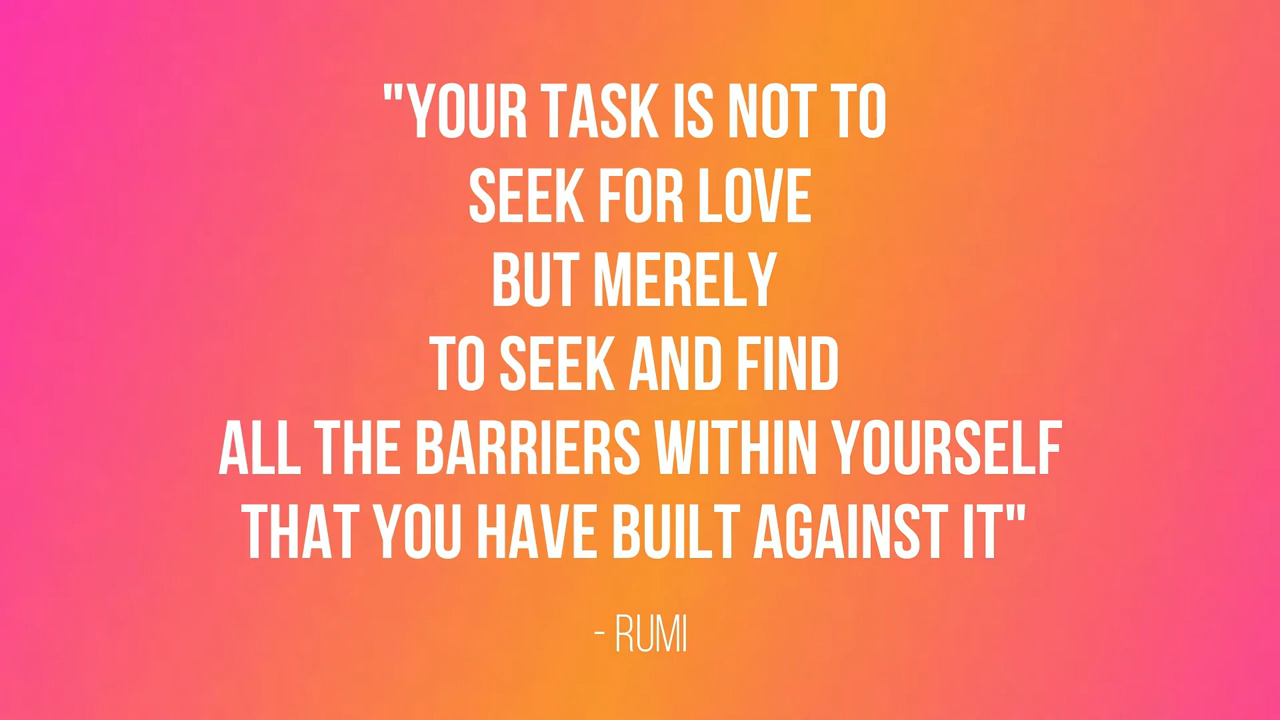 "YOUR TASK IS NOT TO
SEEK FOR LOVE
BUT MERELY
TO SEEK AND FIND
ALL THE BARRIERS WITHIN YOURSELF
THAT YOU HAVE BUILT AGAINST IT"
- RUMI